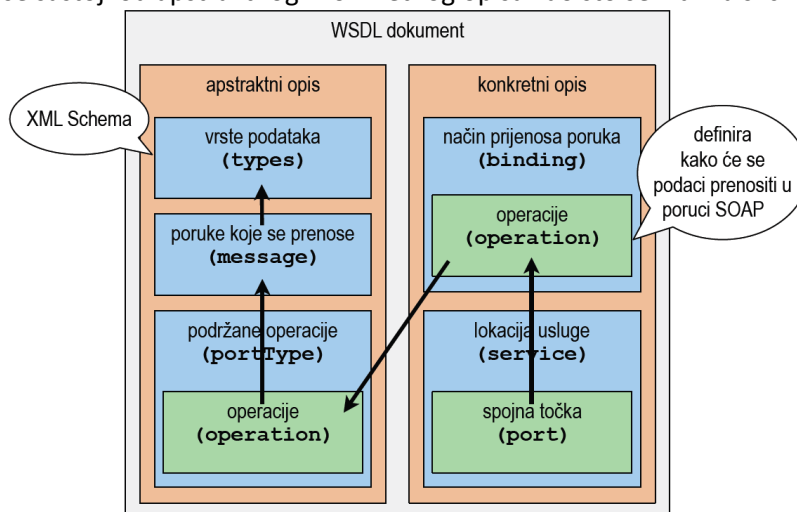 WSDL dokument
apstraktni opis
XML Schema
vrste podataka
(types)
poruke koje se prenose
(message)
podržane operacije
(portType)
operacije
(operation)
konkretni opis
način prijenosa poruka
(binding)
operacije
(operation)
definira
kako će se
podaci prenositi u
poruci SOAP
lokacija usluge
(service)
spojna točka
(port)